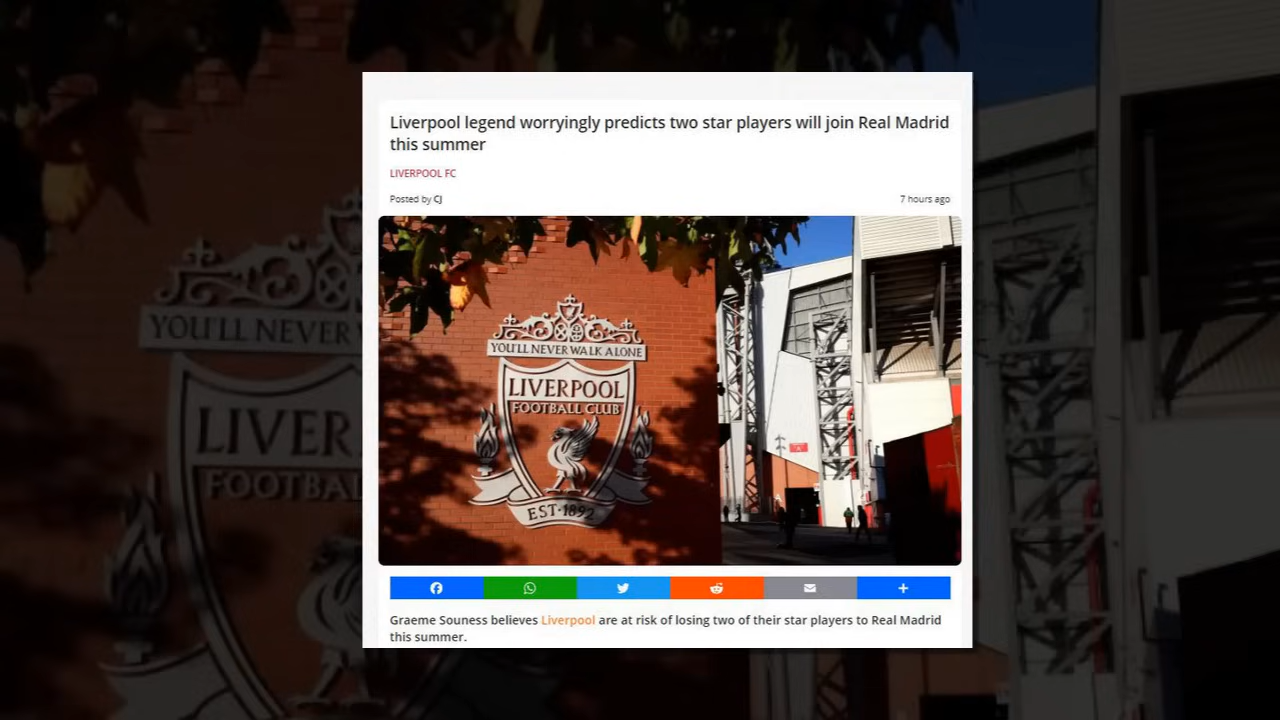 Liverpool legend worryingly predicts two star players will join Real Madrid
this summer
LIVERPOOL FC
Posted by CJ
7 hours ago
YOU'LL NEVER WALK ALONE
LIVERPOOL
FOOTBALL CLUB
EST·1892
Graeme Souness believes Liverpool are at risk of losing two of their star players to Real Madrid
this summer.
YOU'LL NEVER
LIVER
FOOTBAL